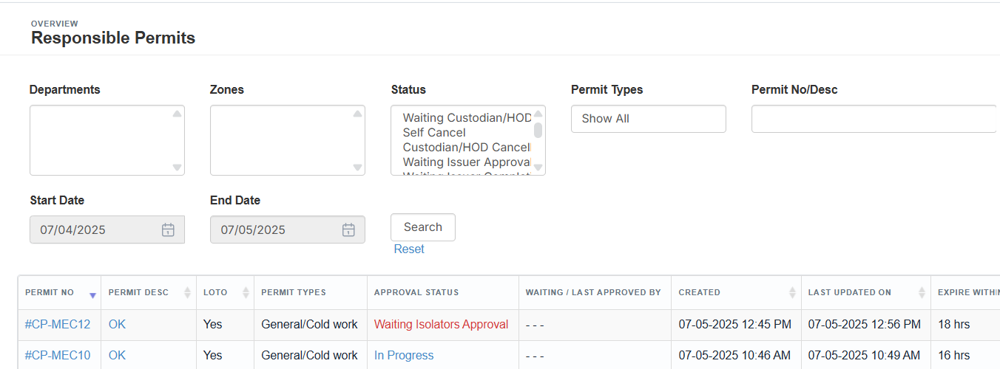 OVERVIEW
Responsible Permits
Departments Zones Status Permit Types Permit No/Desc
Waiting Custodian/HOD
Self Cancel
Custodian/HOD Cancell
Waiting Issuer Approval
Show All
Start Date End Date
07/04/2025 07/05/2025 Search
Reset
PERMIT NO PERMIT DESC LOTO PERMIT TYPES APPROVAL STATUS WAITING / LAST APPROVED BY CREATED LAST UPDATED ON EXPIRE WITHIN
#CP-MEC12 OK Yes General/Cold work Waiting Isolators Approval - - - 07-05-2025 12:45 PM 07-05-2025 12:56 PM 18 hrs
#CP-MEC10 OK Yes General/Cold work In Progress - - - 07-05-2025 10:46 AM 07-05-2025 10:49 AM 16 hrs